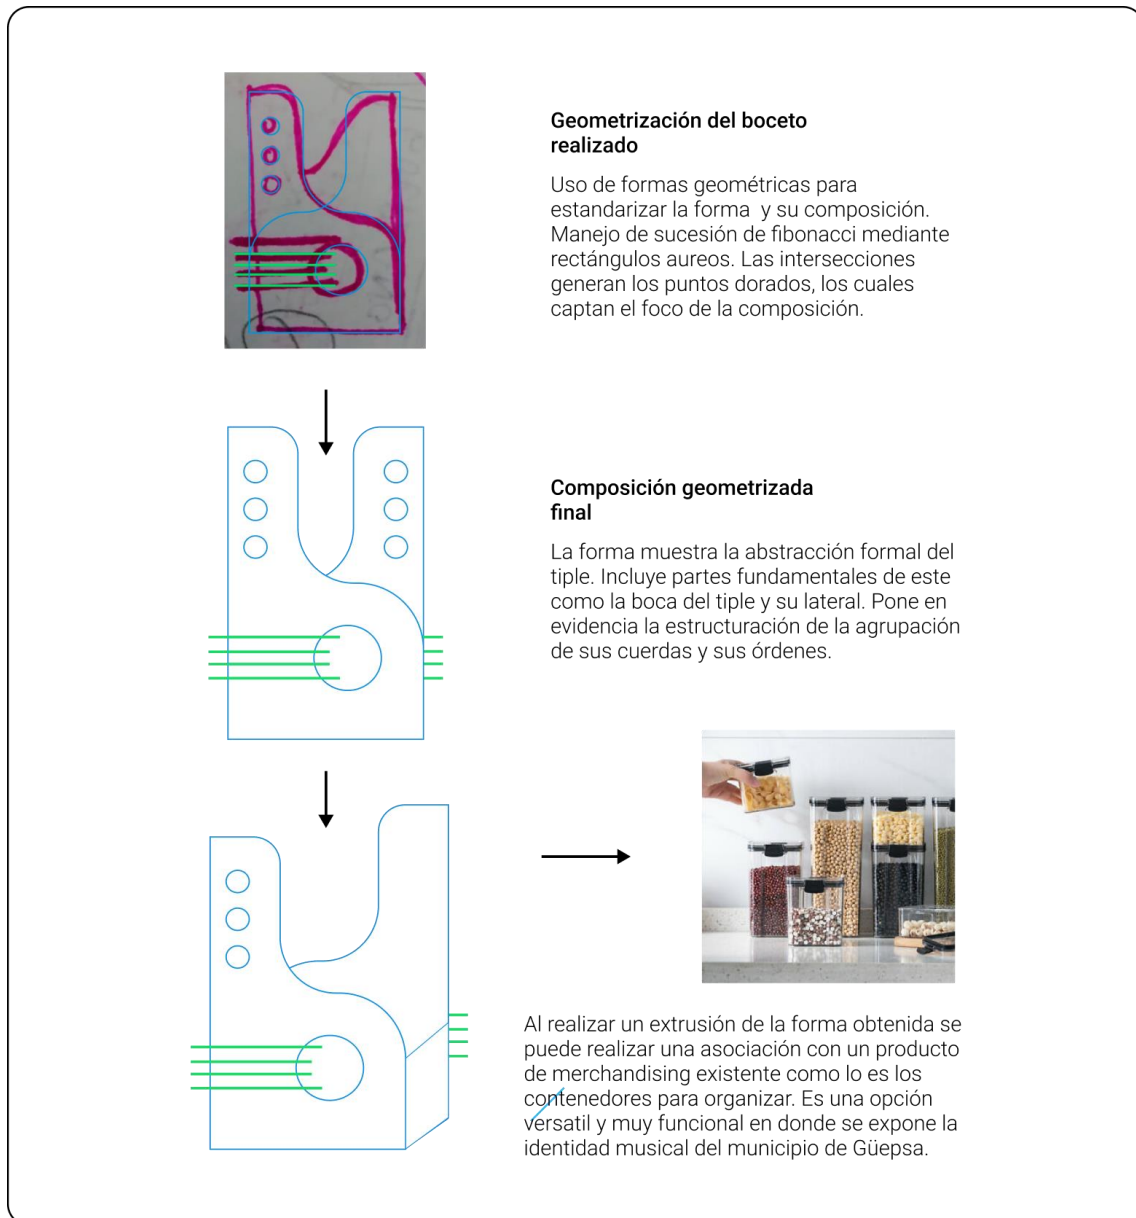 Geometrización del boceto
realizado
Uso de formas geométricas para
estandarizar la forma  y su composición.
Manejo de sucesión de fibonacci mediante
rectángulos aureos. Las intersecciones
generan los puntos dorados, los cuales
captan el foco de la composición.
Composición geometrizada
final
La forma muestra la abstracción formal del
tiple. Incluye partes fundamentales de este
como la boca del tiple y su lateral. Pone en
evidencia la estructuración de la agrupación
de sus cuerdas y sus órdenes.
Al realizar un extrusión de la forma obtenida se
puede realizar una asociación con un producto
de merchandising existente como lo es los
contenedores para organizar. Es una opción
versatil y muy funcional en donde se expone la
identidad musical del municipio de Güepsa.